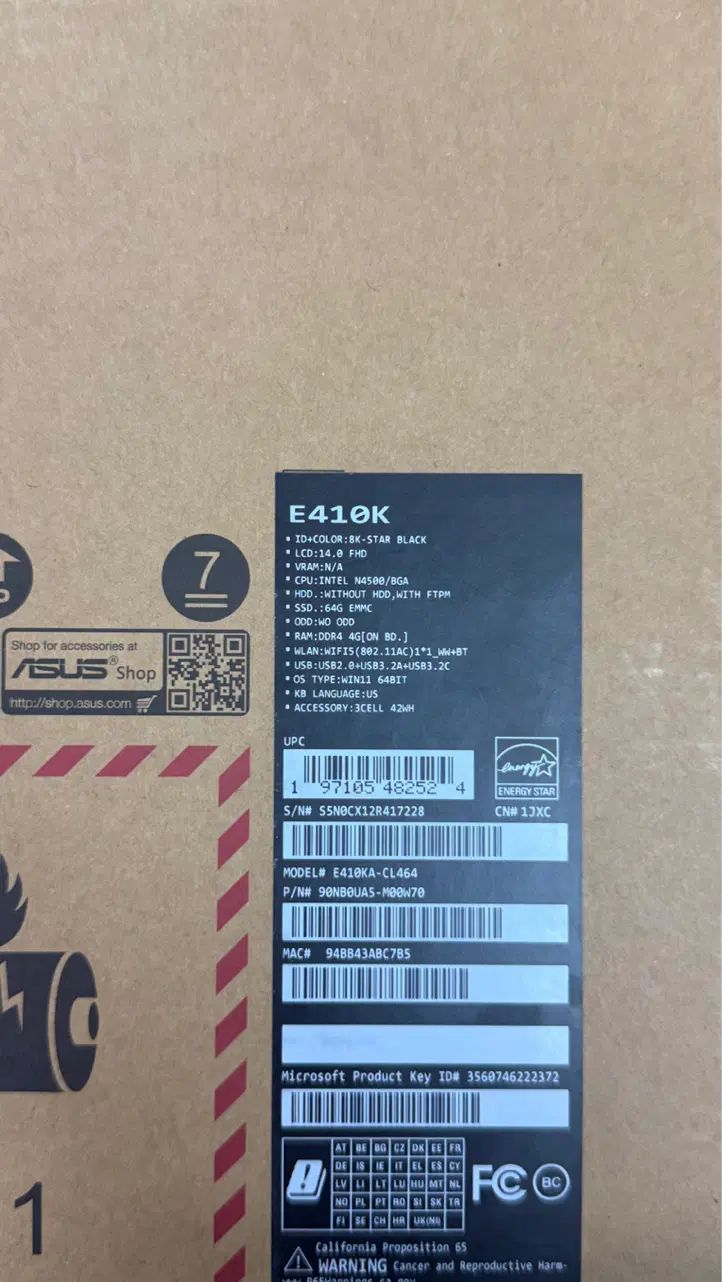 E410K
ID+COLOR:8K-STAR BLACK
LCD:14.0 FHD
VRAM:N/A
CPU:INTEL N4500/BGA
HDD.:WITHOUT HDD,WITH FTPM
SSD.:64G EMMC
ODD:WO ODD
RAM:DDR4 4G[ON BD.]
WLAN:WIFI5(802.11AC)1*1_WW+BT
USB:USB2.0+USB3.2A+USB3.2C
OS TYPE:WIN11 64BIT
KB LANGUAGE:US
ACCESSORY:3CELL 42WH
7
Shop for accessories at
ASUS® Shop
http://shop.asus.com
UPC
1 97105 48252 4
energy
ENERGY STAR
S/N# S5N0CX12R417228
CN# 1JXC
MODEL# E410KA-CL464
P/N# 90NB0UA5-M00W70
MAC# 94BB43ABC7B5
Microsoft Product Key ID# 3560746222372
AT BE BG CZ DK EE FR
DE IS IE IT EL ES CY
LV LI LT LU HU MT NL
NO PL PT RO SI SK TR
FI SE CH HR UK(NI)
FC
BC
1
California Proposition 65
WARNING Cancer and Reproductive Harm-
www.P65Warnings.ca.gov